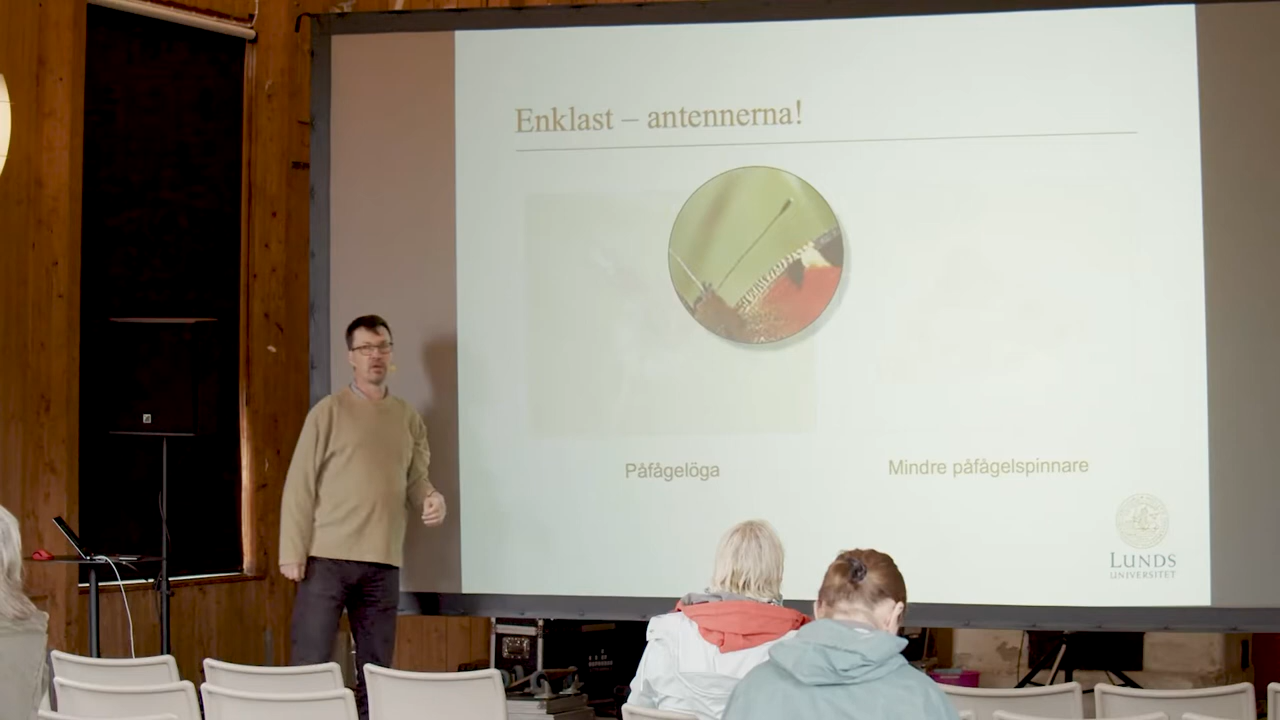 Enklast – antennerna!
Påfågelöga
Mindre påfågelspinnare
LUNDS
UNIVERSITET